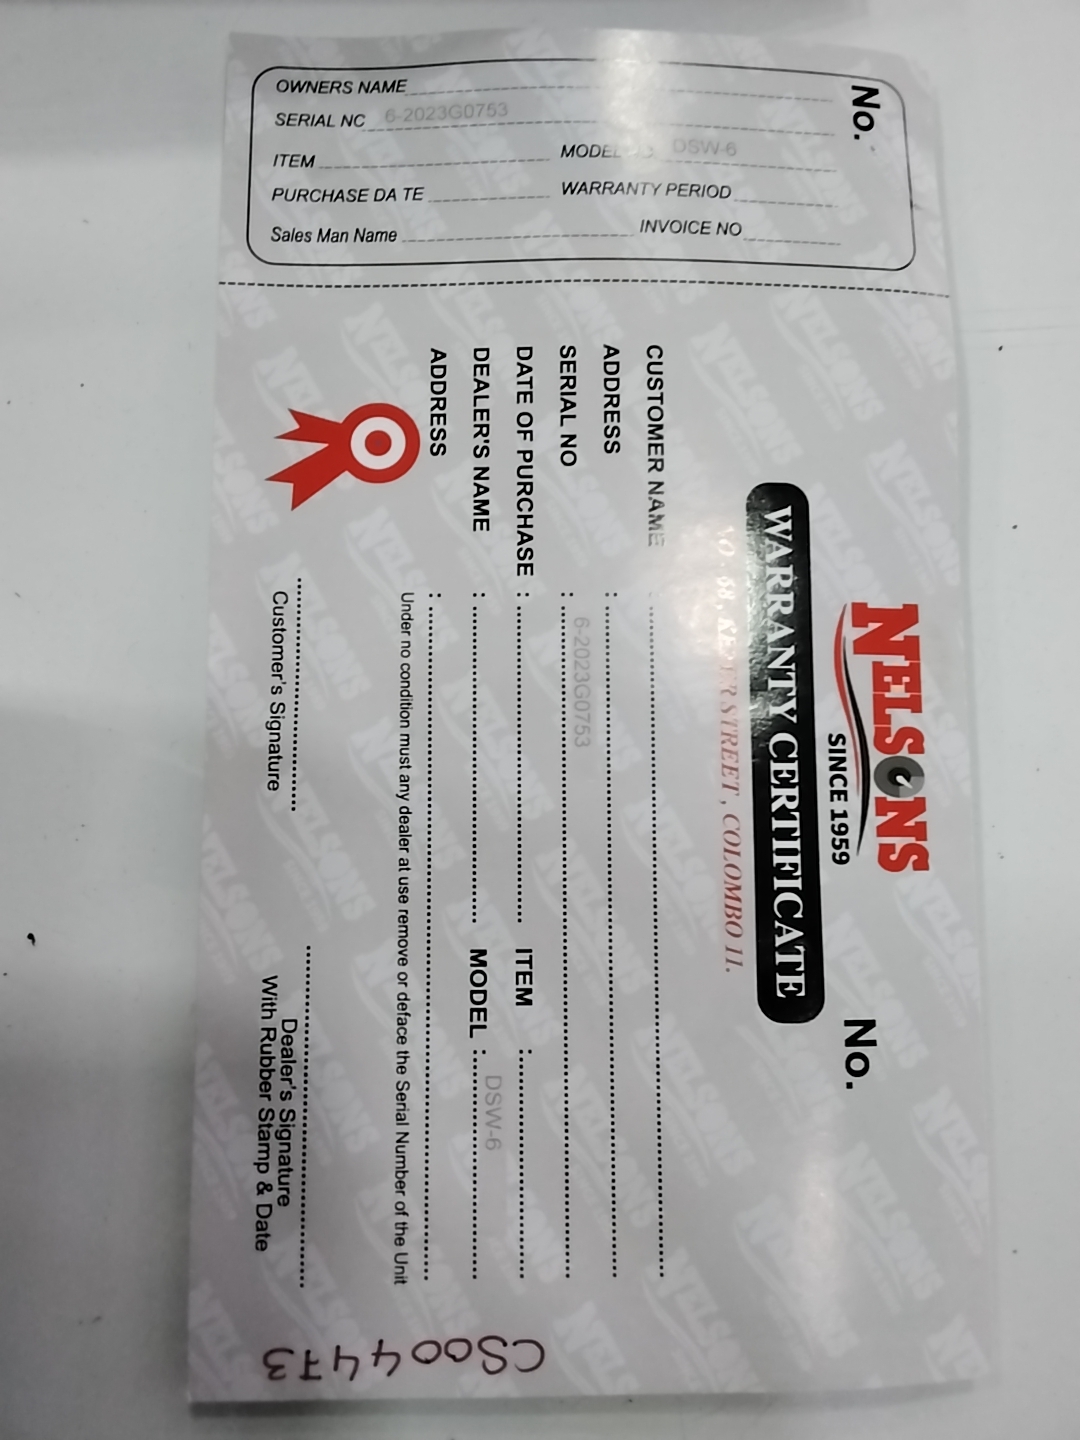 OWNERS NAME
SERIAL NO 6-2023G0753
ITEM MODEL NO DSW-6
PURCHASE DA TE WARRANTY PERIOD
Sales Man Name INVOICE NO
No.
NELSONS
SINCE 1959
No.
WARRANTY CERTIFICATE
STREET , COLOMBO 11.
CUSTOMER NAME :
ADDRESS :
SERIAL NO : 6-2023G0753
DATE OF PURCHASE : ITEM :
DEALER'S NAME : MODEL : DSW-6
ADDRESS :
Under no condition must any dealer at use remove or deface the Serial Number of the Unit
Customer's Signature
Dealer's Signature
With Rubber Stamp & Date
CS004473